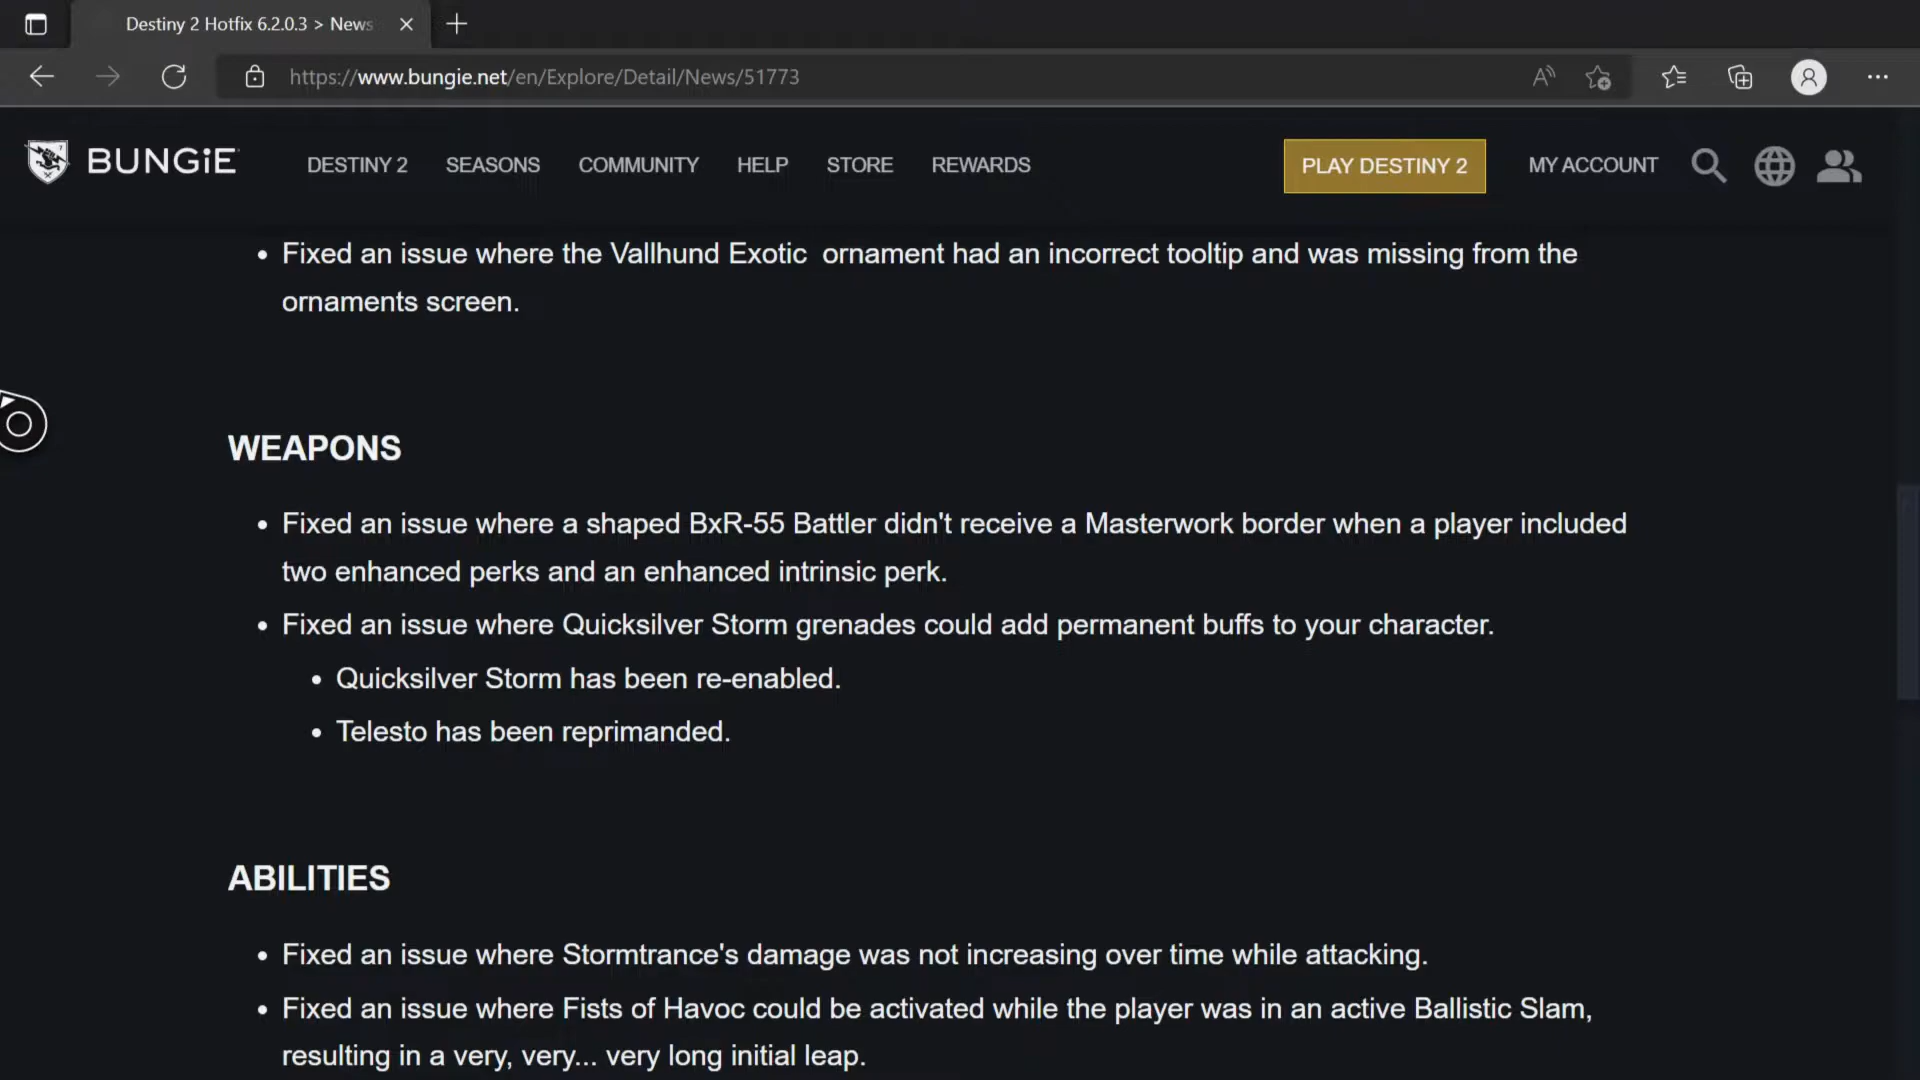 Destiny 2 Hotfix 6.2.0.3 > News
https://www.bungie.net/en/Explore/Detail/News/51773
BUNGiE
DESTINY 2 SEASONS COMMUNITY HELP STORE REWARDS PLAY DESTINY 2 MY ACCOUNT
• Fixed an issue where the Vallhund Exotic ornament had an incorrect tooltip and was missing from the
ornaments screen.
WEAPONS
• Fixed an issue where a shaped BxR-55 Battler didn't receive a Masterwork border when a player included
two enhanced perks and an enhanced intrinsic perk.
• Fixed an issue where Quicksilver Storm grenades could add permanent buffs to your character.
• Quicksilver Storm has been re-enabled.
• Telesto has been reprimanded.
ABILITIES
• Fixed an issue where Stormtrance's damage was not increasing over time while attacking.
• Fixed an issue where Fists of Havoc could be activated while the player was in an active Ballistic Slam,
resulting in a very, very... very long initial leap.